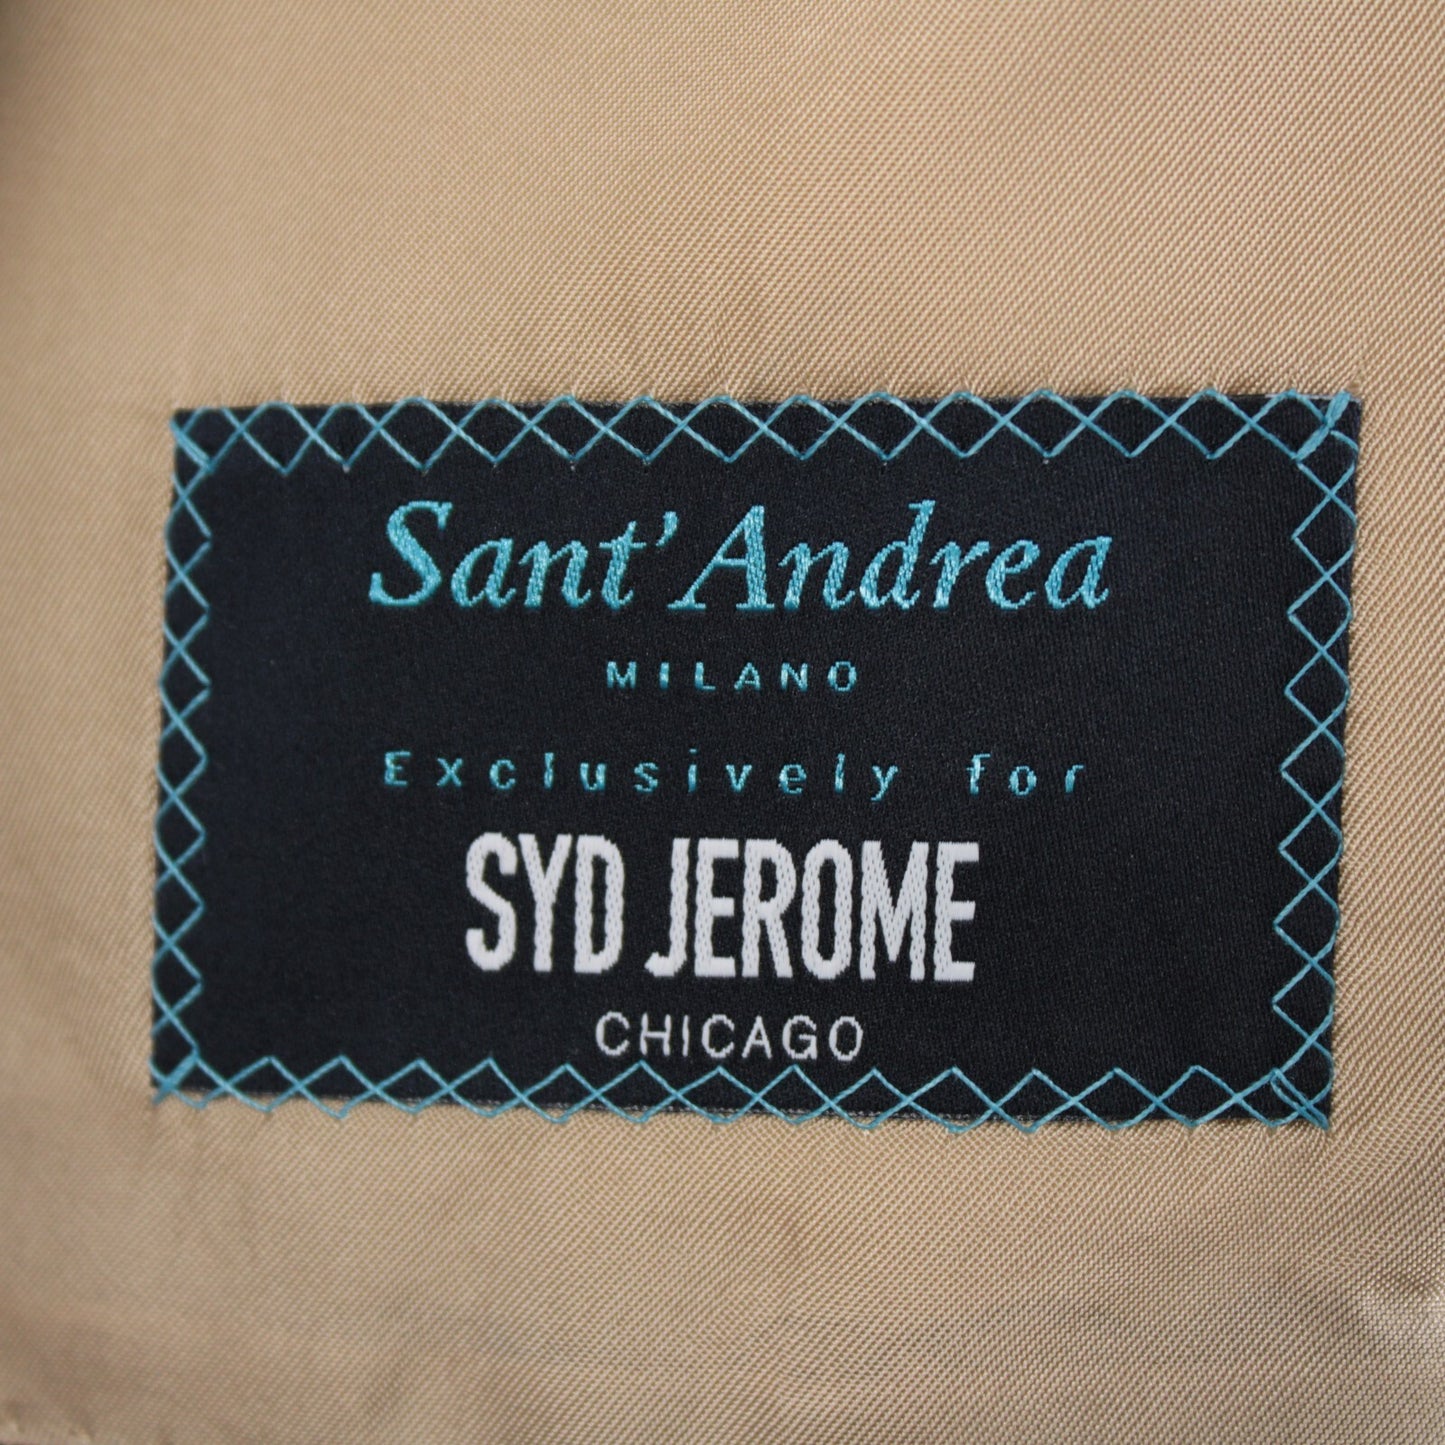 Sant'Andrea
MILANO
Exclusively for
SYD JEROME
CHICAGO